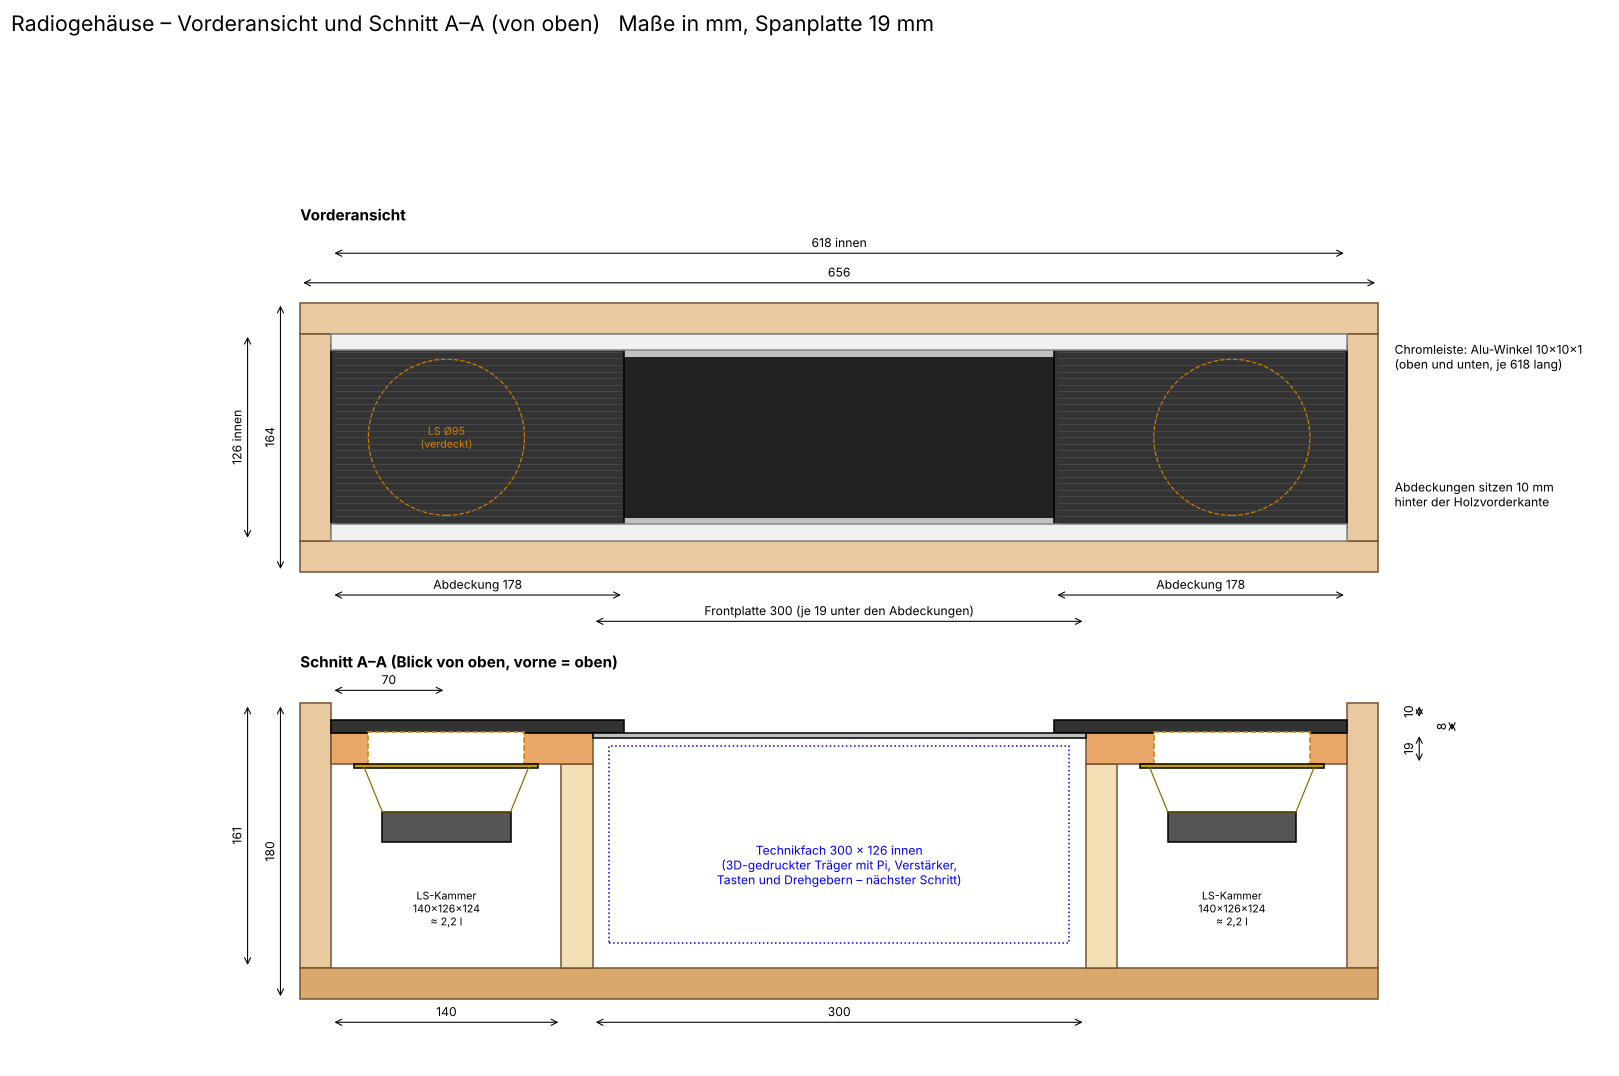 Radiogehäuse – Vorderansicht und Schnitt A–A (von oben)   Maße in mm, Spanplatte 19 mm
Vorderansicht
618 innen
656
126 innen
164
LS Ø95
(verdeckt)
Chromleiste: Alu-Winkel 10×10×1
(oben und unten, je 618 lang)
Abdeckungen sitzen 10 mm
hinter der Holzvorderkante
Abdeckung 178
Abdeckung 178
Frontplatte 300 (je 19 unter den Abdeckungen)
Schnitt A–A (Blick von oben, vorne = oben)
70
10
8
19
161
180
Technikfach 300 × 126 innen
(3D-gedruckter Träger mit Pi, Verstärker,
Tasten und Drehgebern – nächster Schritt)
LS-Kammer
140×126×124
≈ 2,2 l
LS-Kammer
140×126×124
≈ 2,2 l
140
300